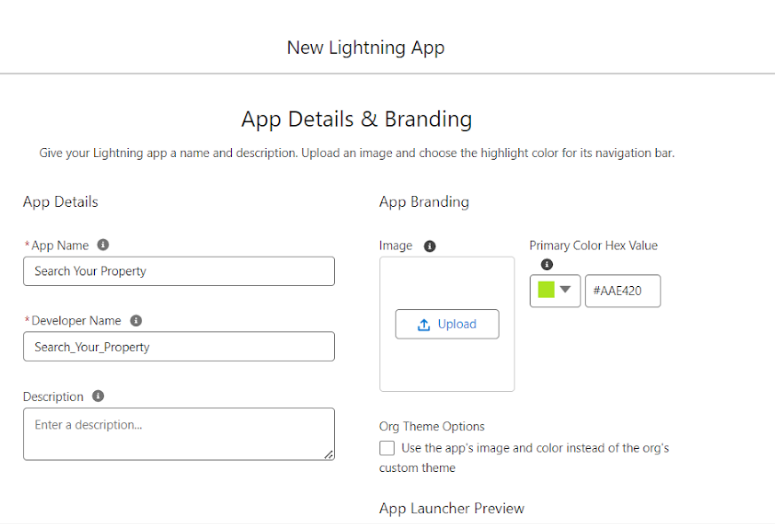 New Lightning App
App Details & Branding
Give your Lightning app a name and description. Upload an image and choose the highlight color for its navigation bar.
App Details
* App Name
Search Your Property
* Developer Name
Search_Your_Property
Description
Enter a description...
App Branding
Image
Upload
Primary Color Hex Value
#AAE420
Org Theme Options
Use the app's image and color instead of the org's
custom theme
App Launcher Preview